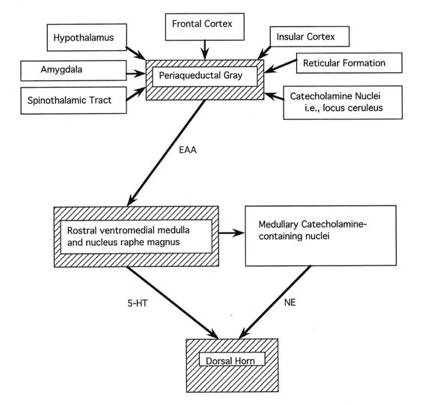 Frontal Cortex
Hypothalamus
Insular Cortex
Amygdala
Periaqueductal Gray
Reticular Formation
Spinothalamic Tract
Catecholamine Nuclei
i.e., locus ceruleus
EAA
Rostral ventromedial medulla
and nucleus raphe magnus
Medullary Catecholamine-
containing nuclei
5-HT
NE
Dorsal Horn